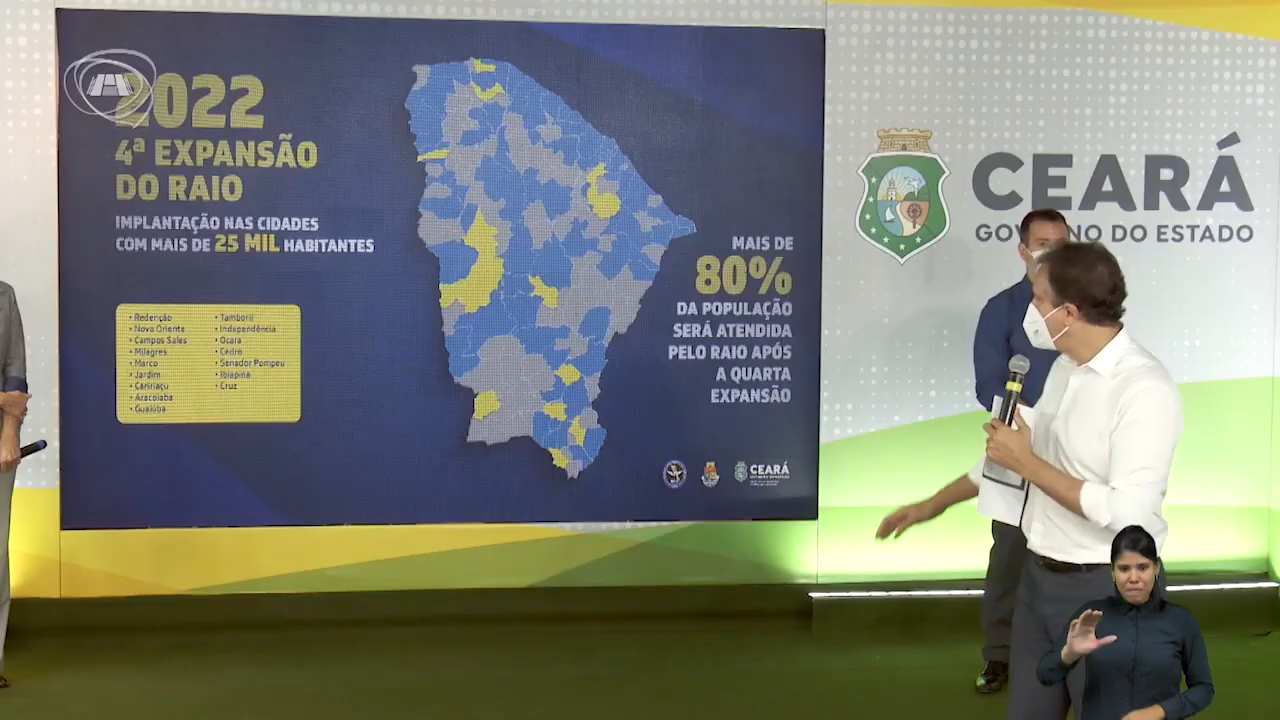 2022
4ª EXPANSÃO
DO RAIO
IMPLANTAÇÃO NAS CIDADES
COM MAIS DE 25 MIL HABITANTES
• Redenção
• Novo Oriente
• Campos Sales
• Milagres
• Marco
• Jardim
• Caririaçu
• Aracoiaba
• Guaiúba
• Tamboril
• Independência
• Ocara
• Cedro
• Senador Pompeu
• Ibiapina
• Cruz
MAIS DE
80%
DA POPULAÇÃO
SERÁ ATENDIDA
PELO RAIO APÓS
A QUARTA
EXPANSÃO
CEARÁ
CEARÁ
DO ESTADO